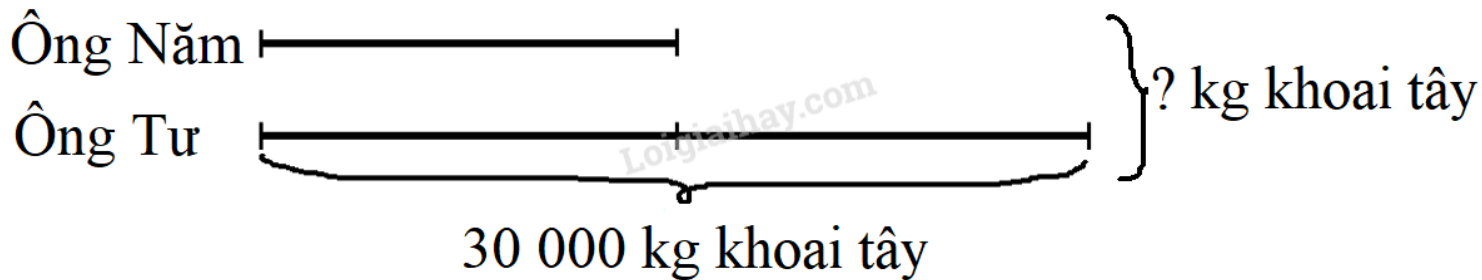 Ông Năm
? kg khoai tây
Ông Tư
Loigiaihay.com
30 000 kg khoai tây